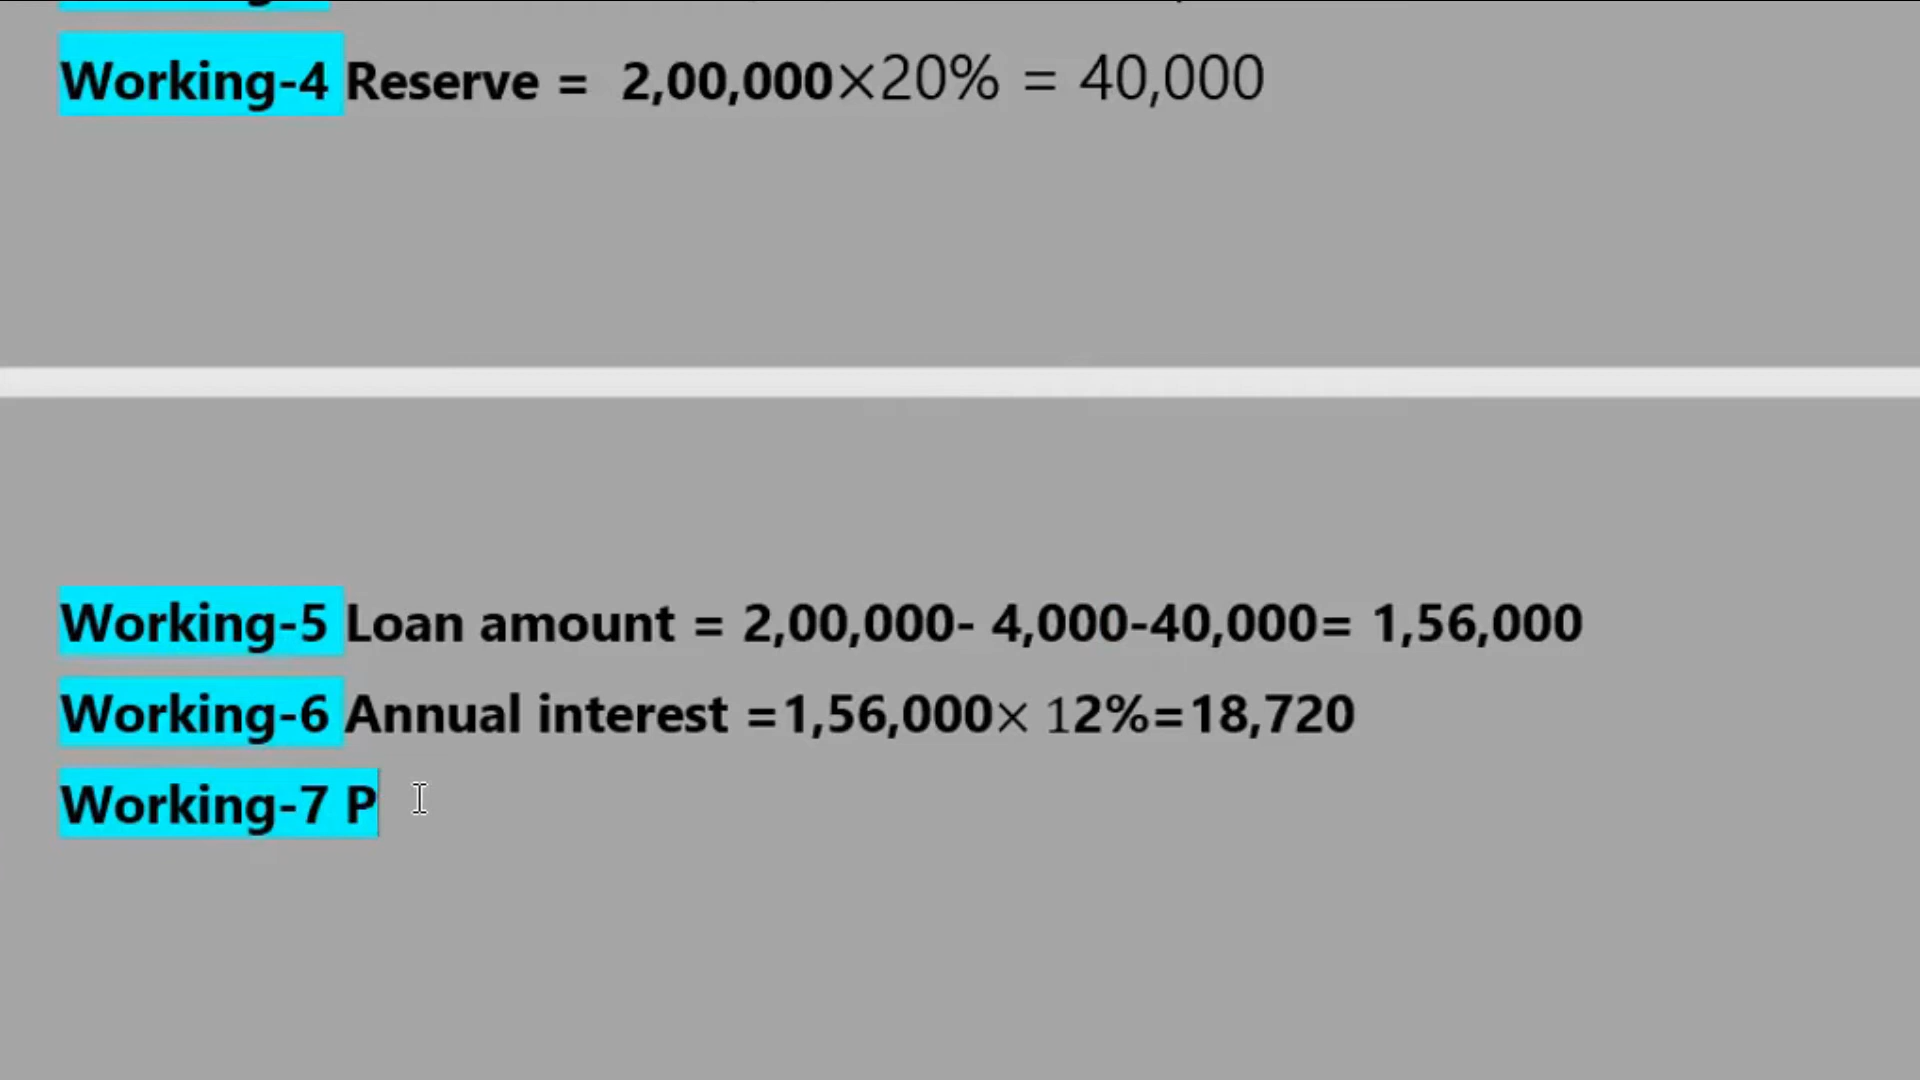 Working-4 Reserve = 2,00,000×20% = 40,000
Working-5 Loan amount = 2,00,000- 4,000-40,000= 1,56,000
Working-6 Annual interest =1,56,000× 12%=18,720
Working-7 P